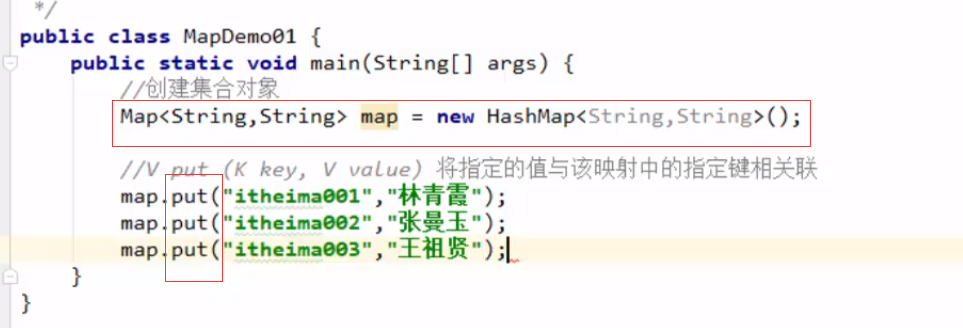 */
public class MapDemo01 {
public static void main(String[] args) {
//创建集合对象
Map<String,String> map = new HashMap<String,String>();
//V put (K key, V value) 将指定的值与该映射中的指定键相关联
map.put("itheima001","林青霞");
map.put("itheima002","张曼玉");
map.put("itheima003","王祖贤");
}
}